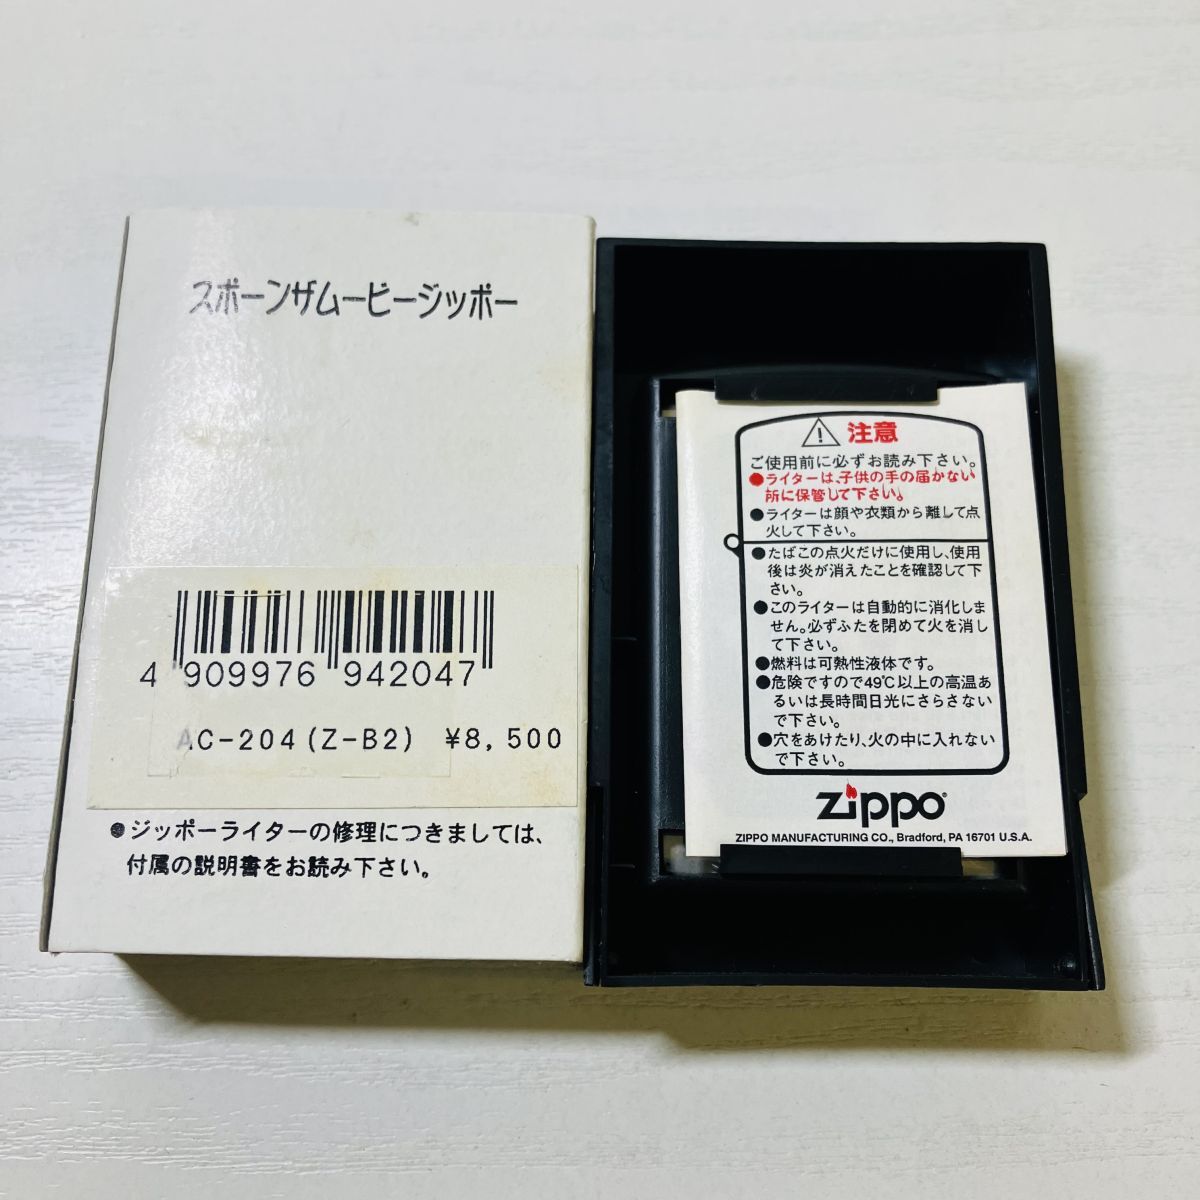 スポーンザムービージッポー
4 909976 942047
AC-204(Z-B2) ¥8,500
●ジッポーライターの修理につきましては、
付属の説明書をお読み下さい。
注意
ご使用前に必ずお読み下さい。
●ライターは、子供の手の届かない
所に保管して下さい。
●ライターは顔や衣類から離して点
火して下さい。
●たばこの点火だけに使用し、使用
後は炎が消えたことを確認して下
さい。
●このライターは自動的に消化しま
せん。必ずふたを閉めて火を消し
て下さい。
●燃料は可熱性液体です。
●危険ですので49℃以上の高温あ
るいは長時間日光にさらさない
で下さい。
●穴をあけたり、火の中に入れない
で下さい。
zippo
ZIPPO MANUFACTURING CO., Bradford, PA 16701 U.S.A.